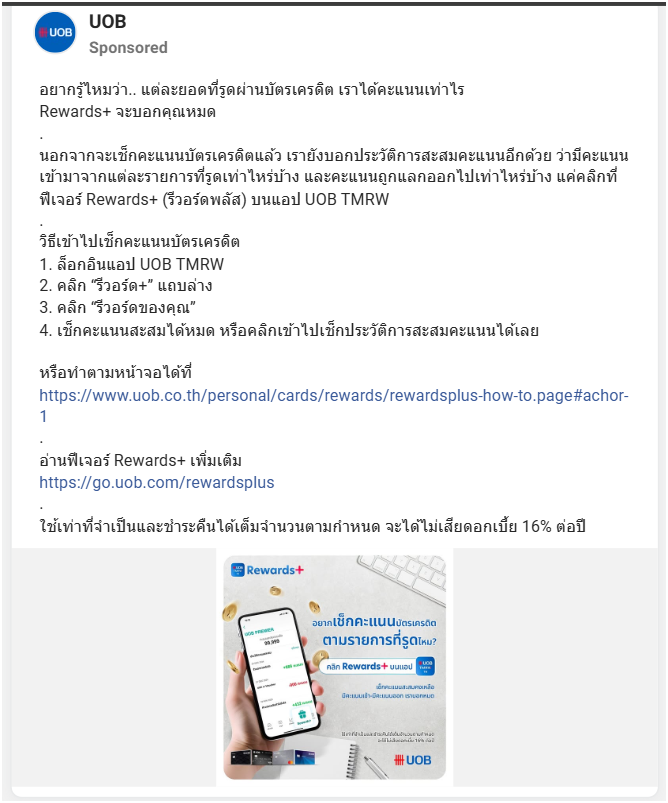 UOB
UOB
Sponsored
อยากรู้ไหมว่า.. แต่ละยอดที่รูดผ่านบัตรเครดิต เราได้คะแนนเท่าไร
Rewards+ จะบอกคุณหมด
.
นอกจากจะเช็กคะแนนบัตรเครดิตแล้ว เรายังบอกประวัติการสะสมคะแนนอีกด้วย ว่ามีคะแนน
เข้ามาจากแต่ละรายการที่รูดเท่าไหร่บ้าง และคะแนนถูกแลกออกไปเท่าไหร่บ้าง แค่คลิกที่
ฟีเจอร์ Rewards+ (รีวอร์ดพลัส) บนแอป UOB TMRW
.
วิธีเข้าไปเช็กคะแนนบัตรเครดิต
1. ล็อกอินแอป UOB TMRW
2. คลิก “รีวอร์ด+” แถบล่าง
3. คลิก “รีวอร์ดของคุณ”
4. เช็กคะแนนสะสมได้หมด หรือคลิกเข้าไปเช็กประวัติการสะสมคะแนนได้เลย
หรือทำตามหน้าจอได้ที่
https://www.uob.co.th/personal/cards/rewards/rewardsplus-how-to.page#achor-
1
.
อ่านฟีเจอร์ Rewards+ เพิ่มเติม
https://go.uob.com/rewardsplus
.
ใช้เท่าที่จำเป็นและชำระคืนได้เต็มจำนวนตามกำหนด จะได้ไม่เสียดอกเบี้ย 16% ต่อปี
Rewards+
อยากเช็กคะแนนบัตรเครดิต
ตามรายการที่รูดไหม?
คลิก Rewards+ บนแอป
UOB
เช็กคะแนนสะสมคงเหลือ
มีคะแนนเข้า-มีคะแนนออก เราบอกหมด
UOB PREMIER
99,999
UOB